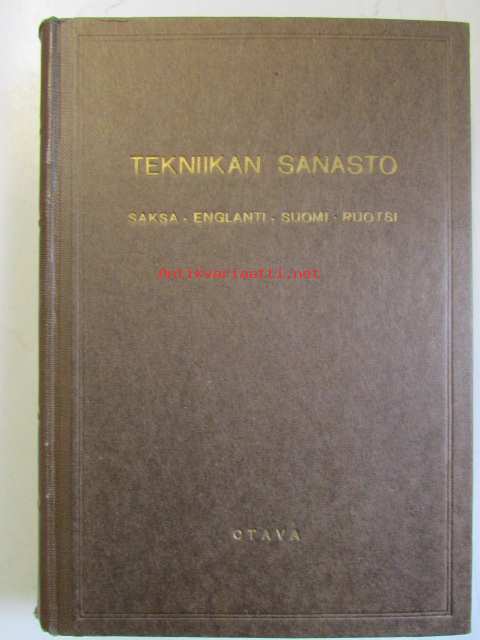 TEKNIIKAN SANASTO
SAKSA · ENGLANTI · SUOMI · RUOTSI
Antikvariaatti.net
OTAVA